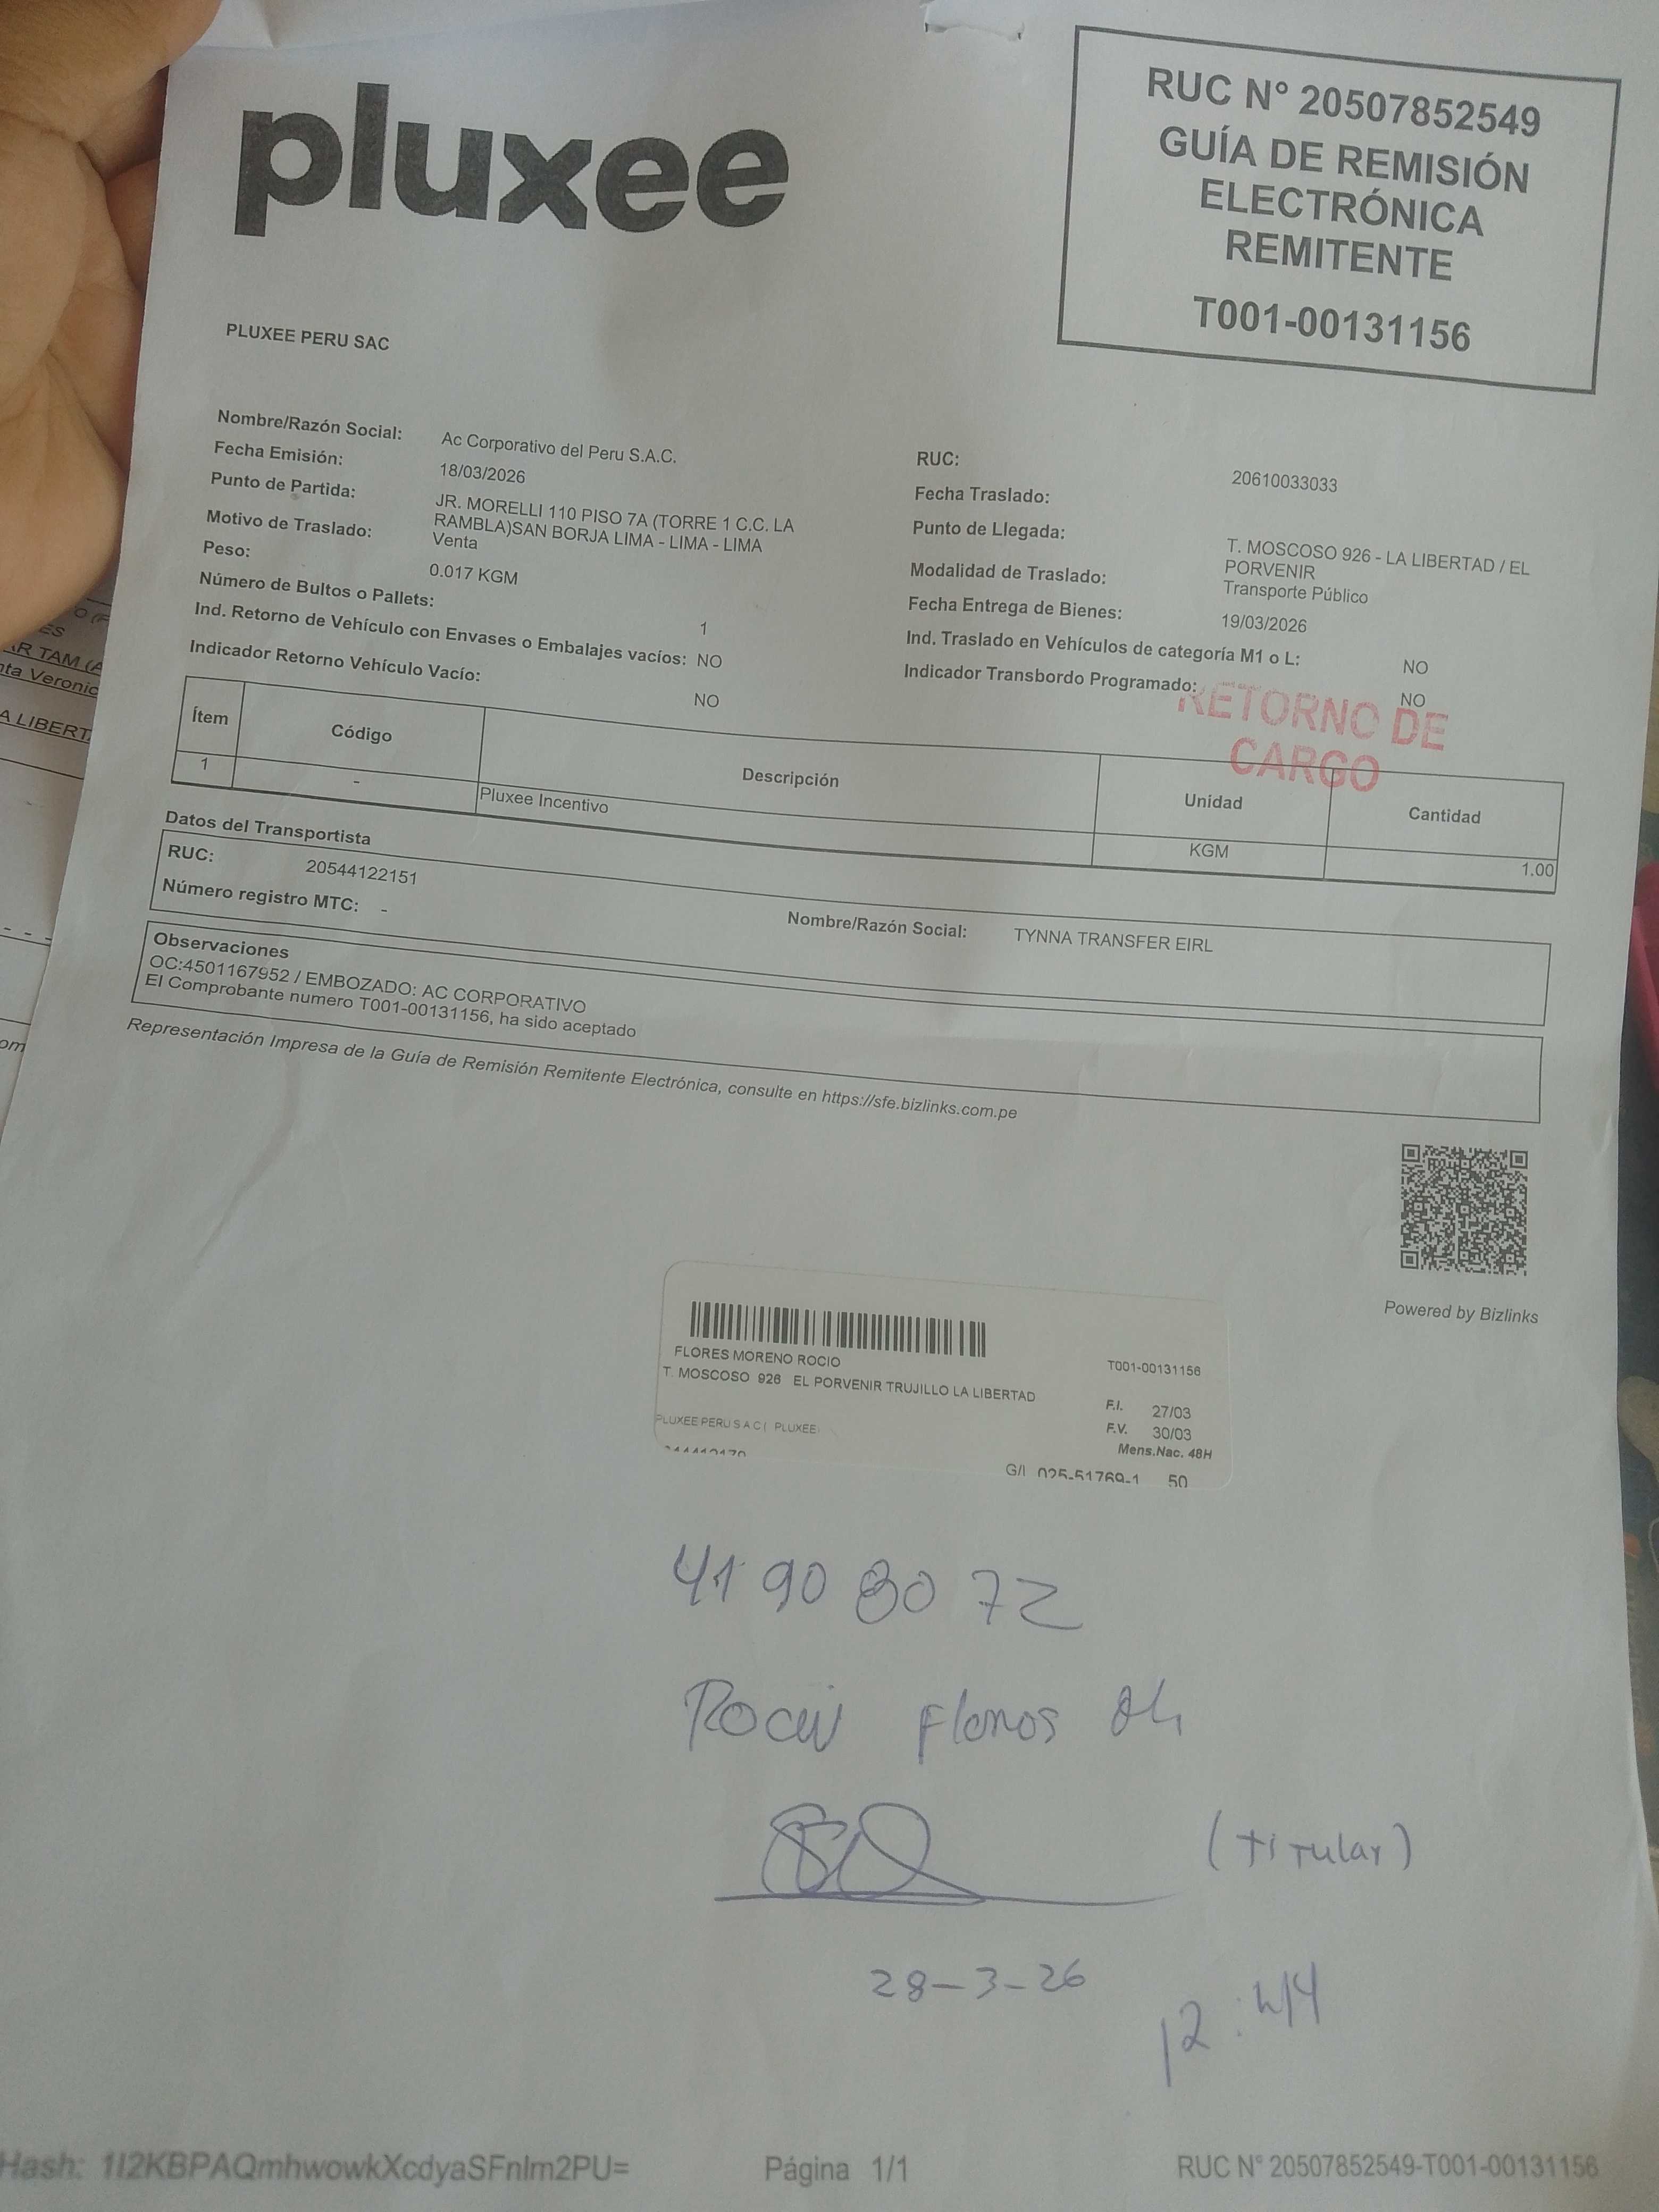 pluxee
RUC N° 20507852549
GUÍA DE REMISIÓN
ELECTRÓNICA
REMITENTE
T001-00131156
PLUXEE PERU SAC
Nombre/Razón Social: Ac Corporativo del Peru S.A.C.
Fecha Emisión: 18/03/2026
Punto de Partida: JR. MORELLI 110 PISO 7A (TORRE 1 C.C. LA
RAMBLA)SAN BORJA LIMA - LIMA - LIMA
Motivo de Traslado: Venta
Peso: 0.017 KGM
Número de Bultos o Pallets: 1
Ind. Retorno de Vehículo con Envases o Embalajes vacíos: NO
Indicador Retorno Vehículo Vacío: NO
RUC: 20610033033
Fecha Traslado:
Punto de Llegada: T. MOSCOSO 926 - LA LIBERTAD / EL
PORVENIR
Modalidad de Traslado: Transporte Público
Fecha Entrega de Bienes: 19/03/2026
Ind. Traslado en Vehículos de categoría M1 o L: NO
Indicador Transbordo Programado: NO
RETORNO DE
CARGO
Ítem Código Descripción Unidad Cantidad
1 - Pluxee Incentivo KGM 1.00
Datos del Transportista
RUC: 20544122151
Número registro MTC: -
Nombre/Razón Social: TYNNA TRANSFER EIRL
Observaciones
OC:4501167952 / EMBOZADO: AC CORPORATIVO
El Comprobante numero T001-00131156, ha sido aceptado
Representación Impresa de la Guía de Remisión Remitente Electrónica, consulte en https://sfe.bizlinks.com.pe
Powered by Bizlinks
FLORES MORENO ROCIO
T001-00131156
T. MOSCOSO 926 EL PORVENIR TRUJILLO LA LIBERTAD
F.I. 27/03
F.V. 30/03
PLUXEE PERU S A C ( PLUXEE
Mens.Nac. 48H
G/I 025-51769-1 50
41908072
Flores
(Titular)
28-3-26
12:44
Hash: 1I2KBPAQmhwowkXcdyaSFnlm2PU=
Página 1/1
RUC N° 20507852549-T001-00131156